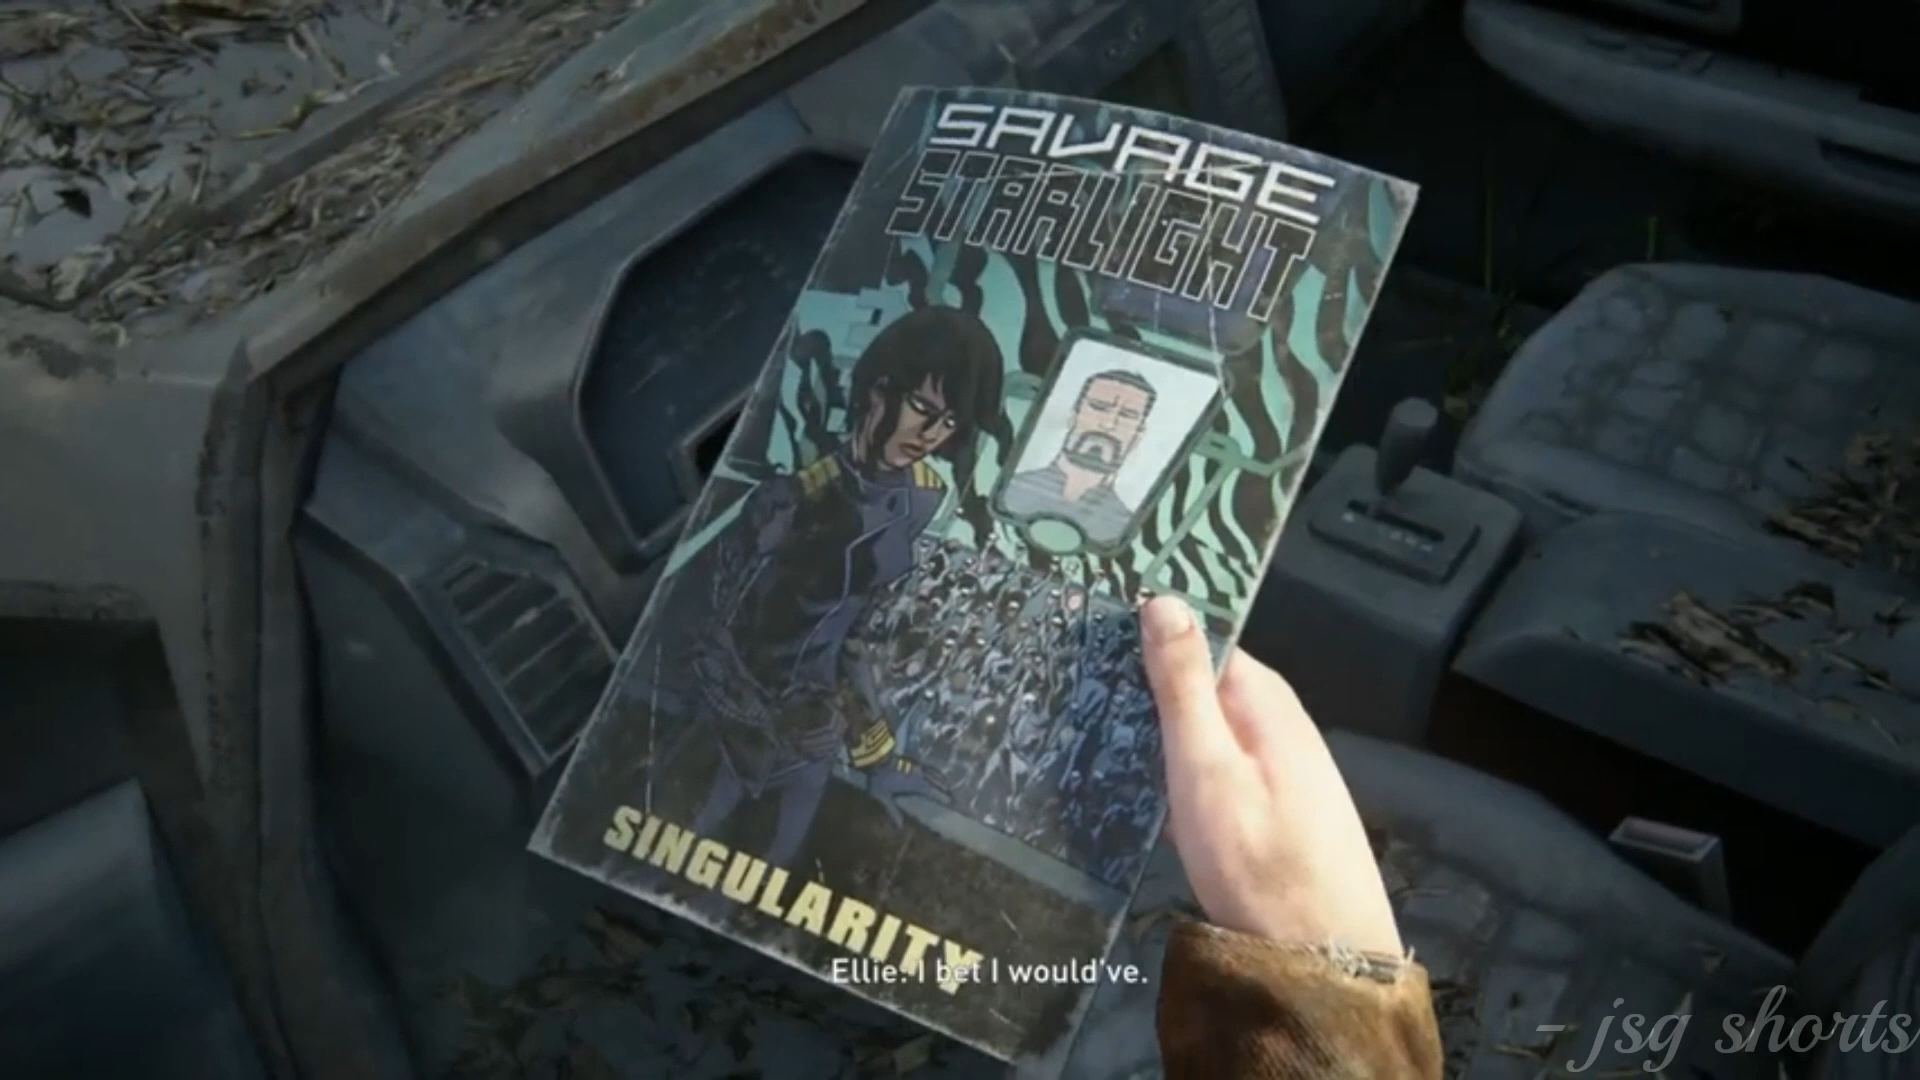 SAVAGE
STARLIGHT
SINGULARITY
Ellie: I bet I would've.
- jsg shorts